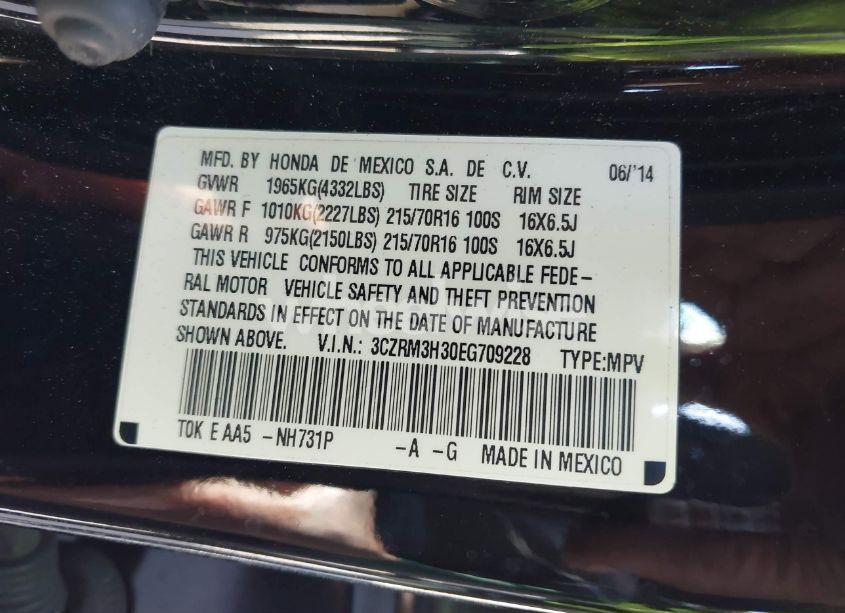 MFD. BY HONDA DE MEXICO S.A. DE C.V. 06/'14
GVWR 1965KG(4332LBS) TIRE SIZE RIM SIZE
GAWR F 1010KG(2227LBS) 215/70R16 100S 16X6.5J
GAWR R 975KG(2150LBS) 215/70R16 100S 16X6.5J
THIS VEHICLE CONFORMS TO ALL APPLICABLE FEDE-
RAL MOTOR VEHICLE SAFETY AND THEFT PREVENTION
STANDARDS IN EFFECT ON THE DATE OF MANUFACTURE
SHOWN ABOVE. V.I.N.: 3CZRM3H30EG709228 TYPE:MPV
T0K E AA5 -NH731P -A -G MADE IN MEXICO